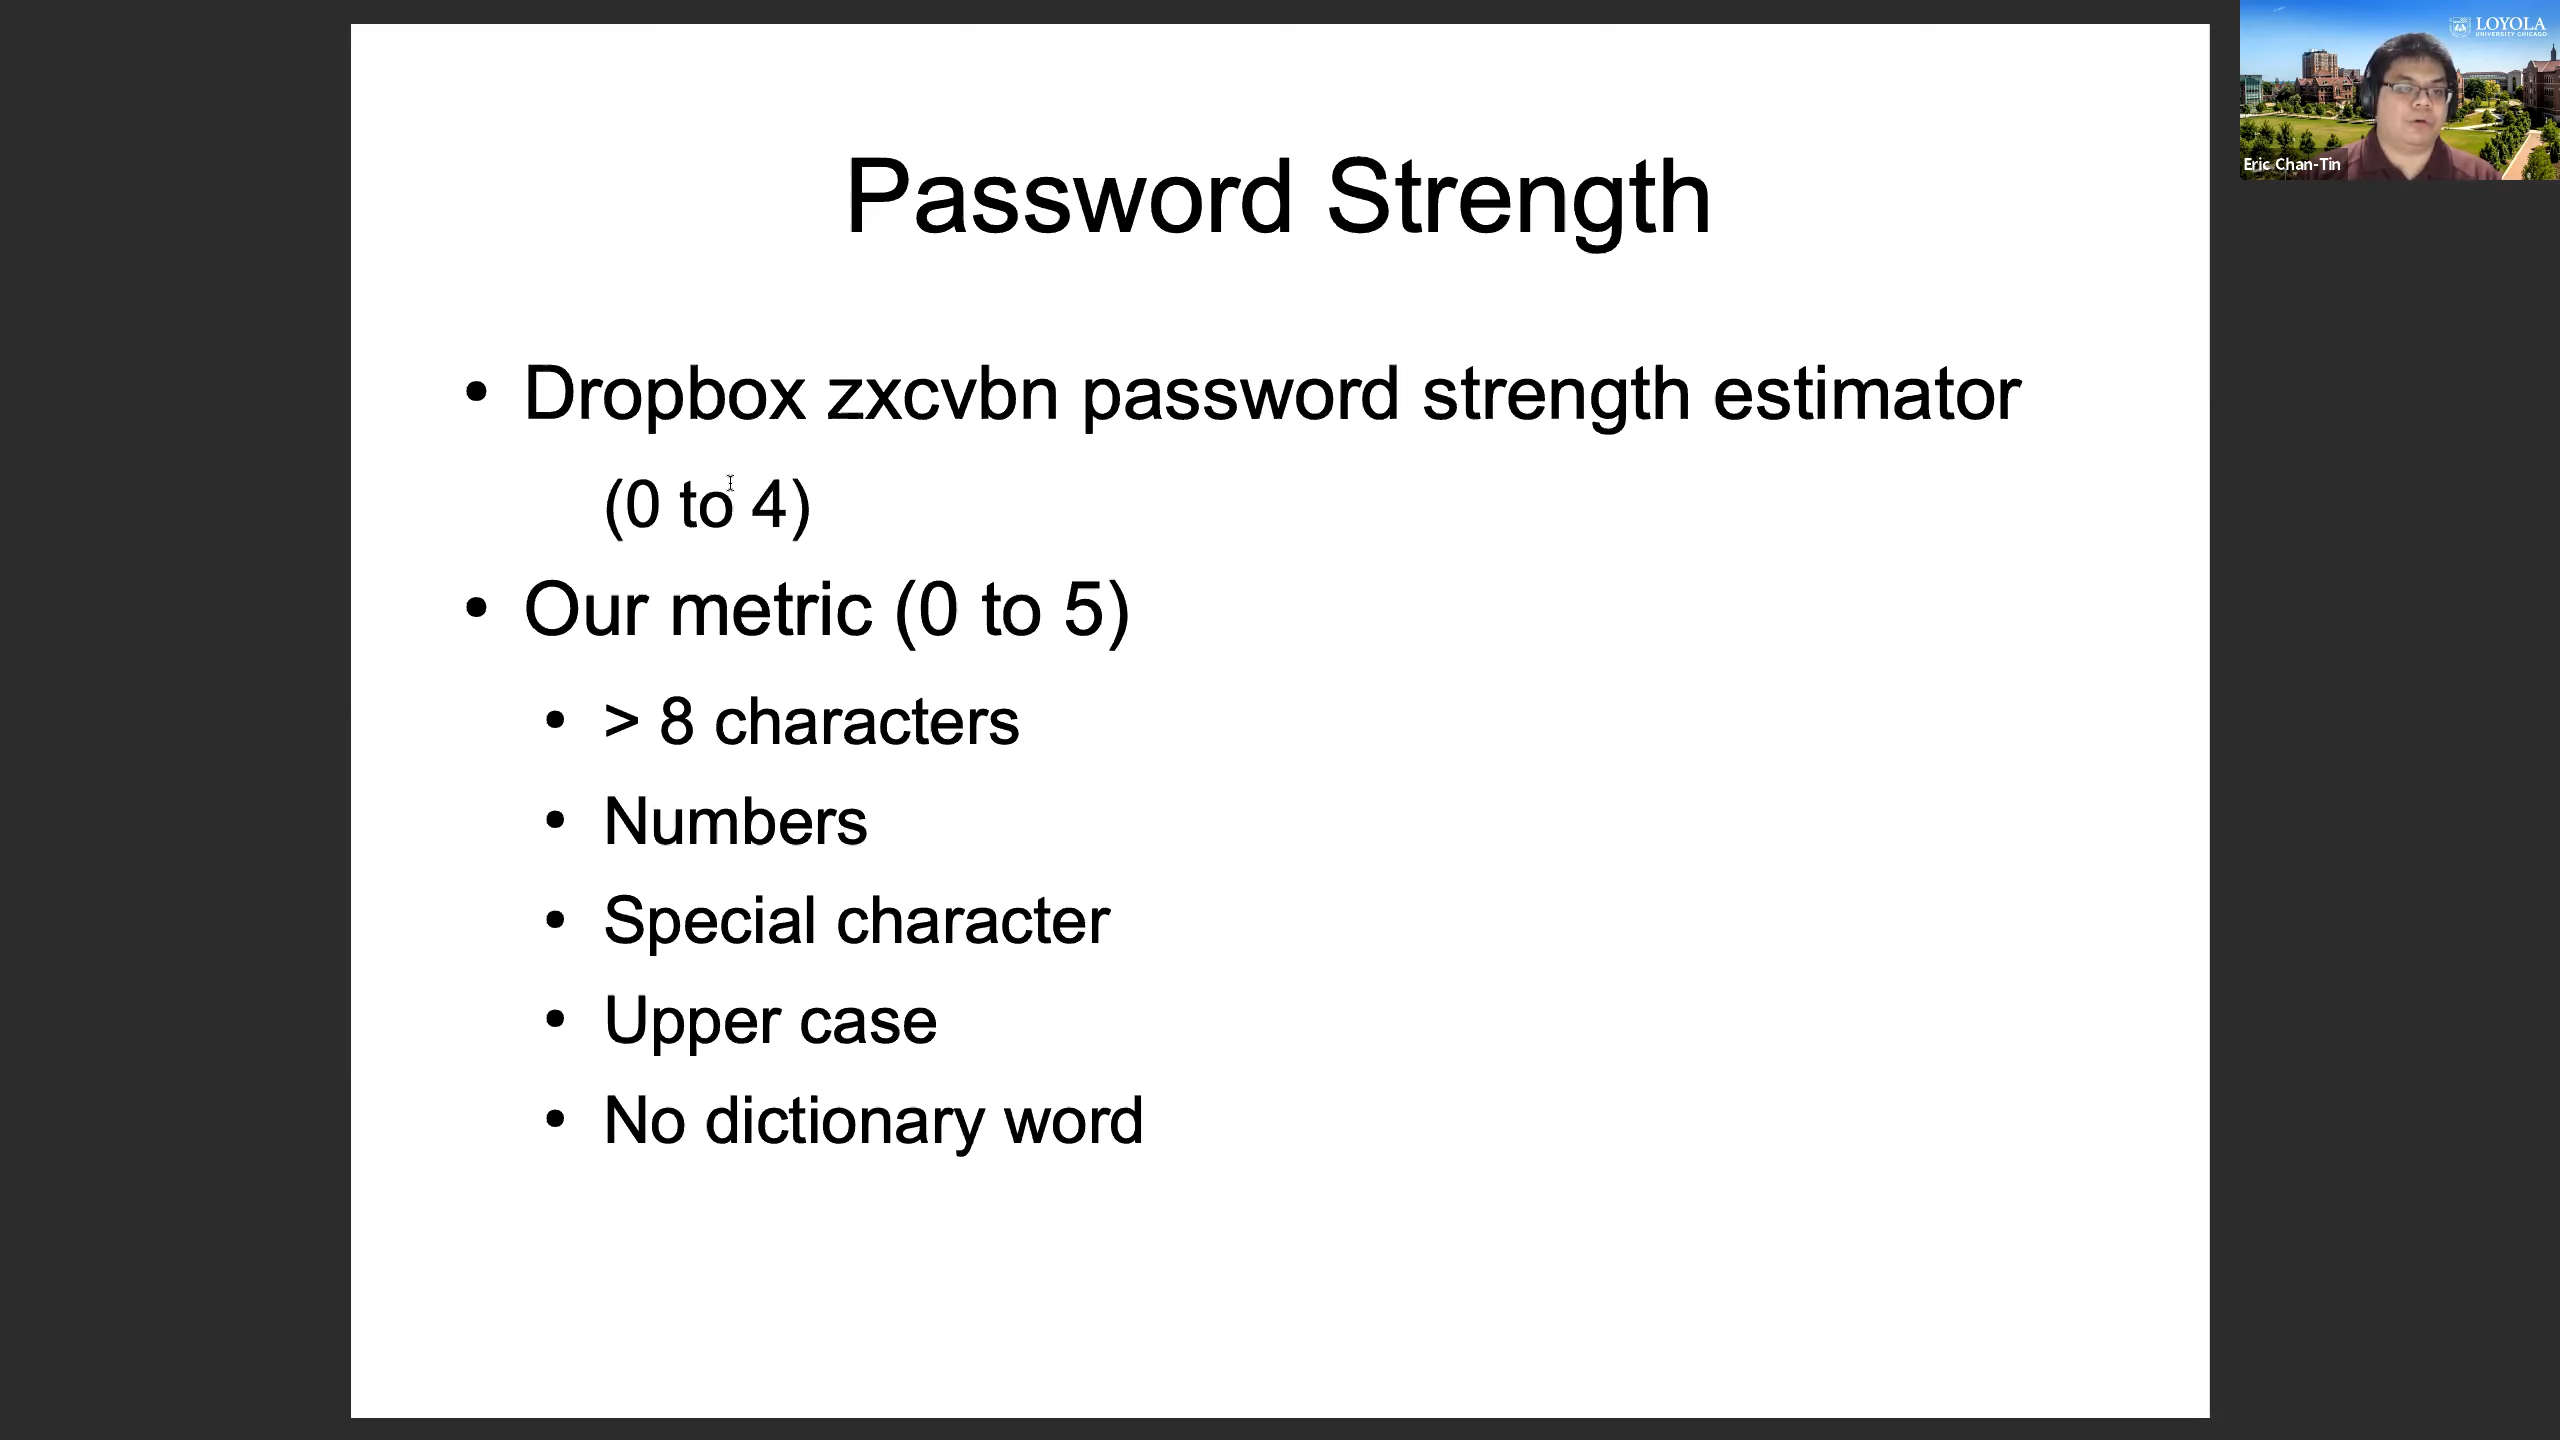 Password Strength
• Dropbox zxcvbn password strength estimator
(0 to 4)
• Our metric (0 to 5)
• > 8 characters
• Numbers
• Special character
• Upper case
• No dictionary word
LOYOLA
UNIVERSITY CHICAGO
Eric Chan-Tin